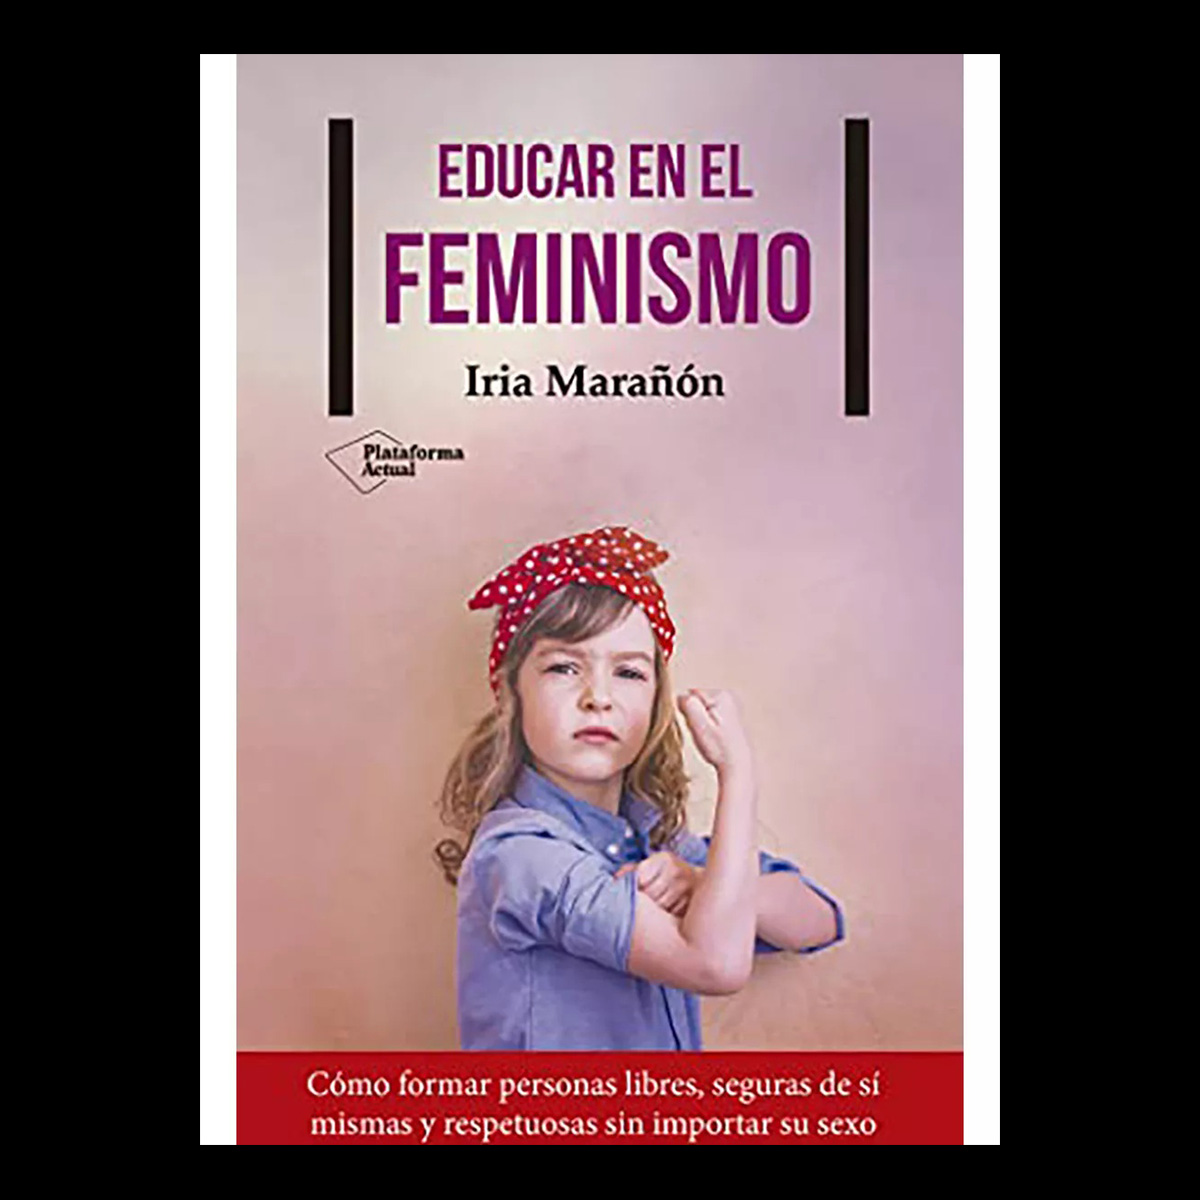 EDUCAR EN EL
FEMINISMO
Iria Marañón
Plataforma
Actual
Cómo formar personas libres, seguras de sí
mismas y respetuosas sin importar su sexo